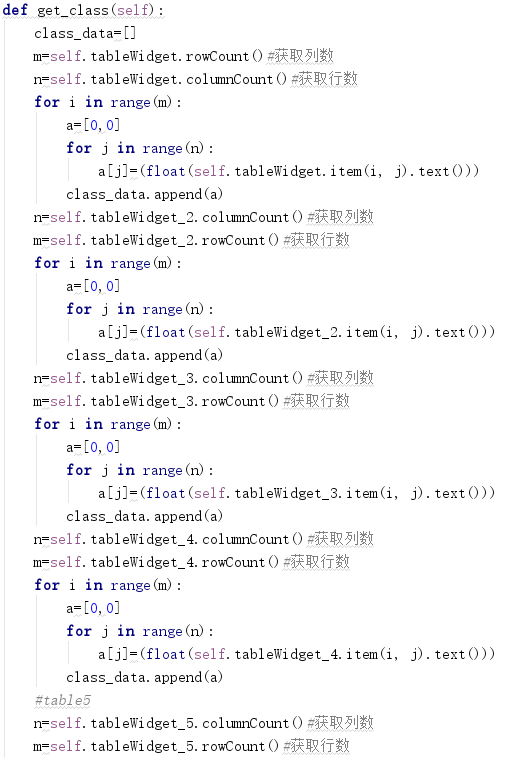 def get_class(self):
    class_data=[]
    m=self.tableWidget.rowCount()#获取列数
    n=self.tableWidget.columnCount()#获取行数
    for i in range(m):
        a=[0,0]
        for j in range(n):
            a[j]=(float(self.tableWidget.item(i, j).text()))
        class_data.append(a)
    n=self.tableWidget_2.columnCount()#获取列数
    m=self.tableWidget_2.rowCount()#获取行数
    for i in range(m):
        a=[0,0]
        for j in range(n):
            a[j]=(float(self.tableWidget_2.item(i, j).text()))
        class_data.append(a)
    n=self.tableWidget_3.columnCount()#获取列数
    m=self.tableWidget_3.rowCount()#获取行数
    for i in range(m):
        a=[0,0]
        for j in range(n):
            a[j]=(float(self.tableWidget_3.item(i, j).text()))
        class_data.append(a)
    n=self.tableWidget_4.columnCount()#获取列数
    m=self.tableWidget_4.rowCount()#获取行数
    for i in range(m):
        a=[0,0]
        for j in range(n):
            a[j]=(float(self.tableWidget_4.item(i, j).text()))
        class_data.append(a)
    #table5
    n=self.tableWidget_5.columnCount()#获取列数
    m=self.tableWidget_5.rowCount()#获取行数